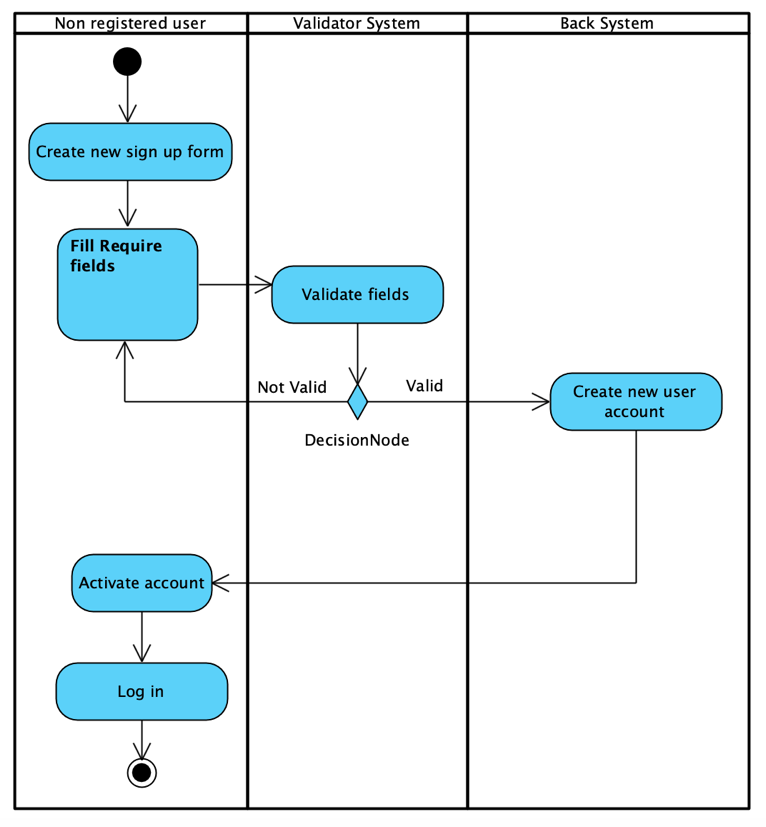 Non registered user
Validator System
Back System
Create new sign up form
Fill Require
fields
Validate fields
Not Valid
Valid
Create new user
account
DecisionNode
Activate account
Log in